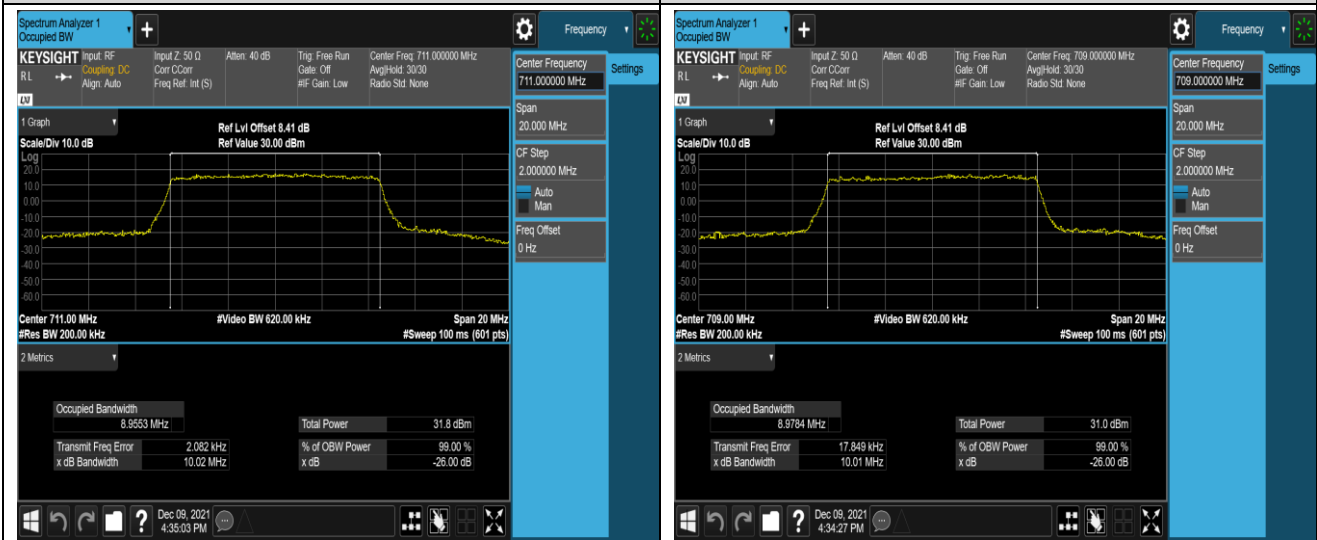 Spectrum Analyzer 1
Occupied BW
+
Frequency
KEYSIGHT
Input: RF
Input Z: 50 Ω
Atten: 40 dB
Trig: Free Run
Center Freq: 711.000000 MHz
R L
Coupling: DC
Corr CCorr
Gate: Off
Avg|Hold: 30/30
Align: Auto
Freq Ref: Int (S)
#IF Gain: Low
Radio Std: None
LXI
Center Frequency
711.000000 MHz
Settings
Span
20.000 MHz
CF Step
2.000000 MHz
Auto
Man
Freq Offset
0 Hz
1 Graph
Ref Lvl Offset 8.41 dB
Scale/Div 10.0 dB
Ref Value 30.00 dBm
Log
20.0
10.0
0.00
-10.0
-20.0
-30.0
-40.0
-50.0
-60.0
Center 711.00 MHz
#Video BW 620.00 kHz
Span 20 MHz
#Res BW 200.00 kHz
#Sweep 100 ms (601 pts)
2 Metrics
Occupied Bandwidth
8.9553 MHz
Total Power
31.8 dBm
Transmit Freq Error
2.082 kHz
% of OBW Power
99.00 %
x dB Bandwidth
10.02 MHz
x dB
-26.00 dB
?
Dec 09, 2021
4:35:03 PM
Spectrum Analyzer 1
Occupied BW
+
Frequency
KEYSIGHT
Input: RF
Input Z: 50 Ω
Atten: 40 dB
Trig: Free Run
Center Freq: 709.000000 MHz
R L
Coupling: DC
Corr CCorr
Gate: Off
Avg|Hold: 30/30
Align: Auto
Freq Ref: Int (S)
#IF Gain: Low
Radio Std: None
LXI
Center Frequency
709.000000 MHz
Settings
Span
20.000 MHz
CF Step
2.000000 MHz
Auto
Man
Freq Offset
0 Hz
1 Graph
Ref Lvl Offset 8.41 dB
Scale/Div 10.0 dB
Ref Value 30.00 dBm
Log
20.0
10.0
0.00
-10.0
-20.0
-30.0
-40.0
-50.0
-60.0
Center 709.00 MHz
#Video BW 620.00 kHz
Span 20 MHz
#Res BW 200.00 kHz
#Sweep 100 ms (601 pts)
2 Metrics
Occupied Bandwidth
8.9784 MHz
Total Power
31.0 dBm
Transmit Freq Error
17.849 kHz
% of OBW Power
99.00 %
x dB Bandwidth
10.01 MHz
x dB
-26.00 dB
?
Dec 09, 2021
4:34:27 PM